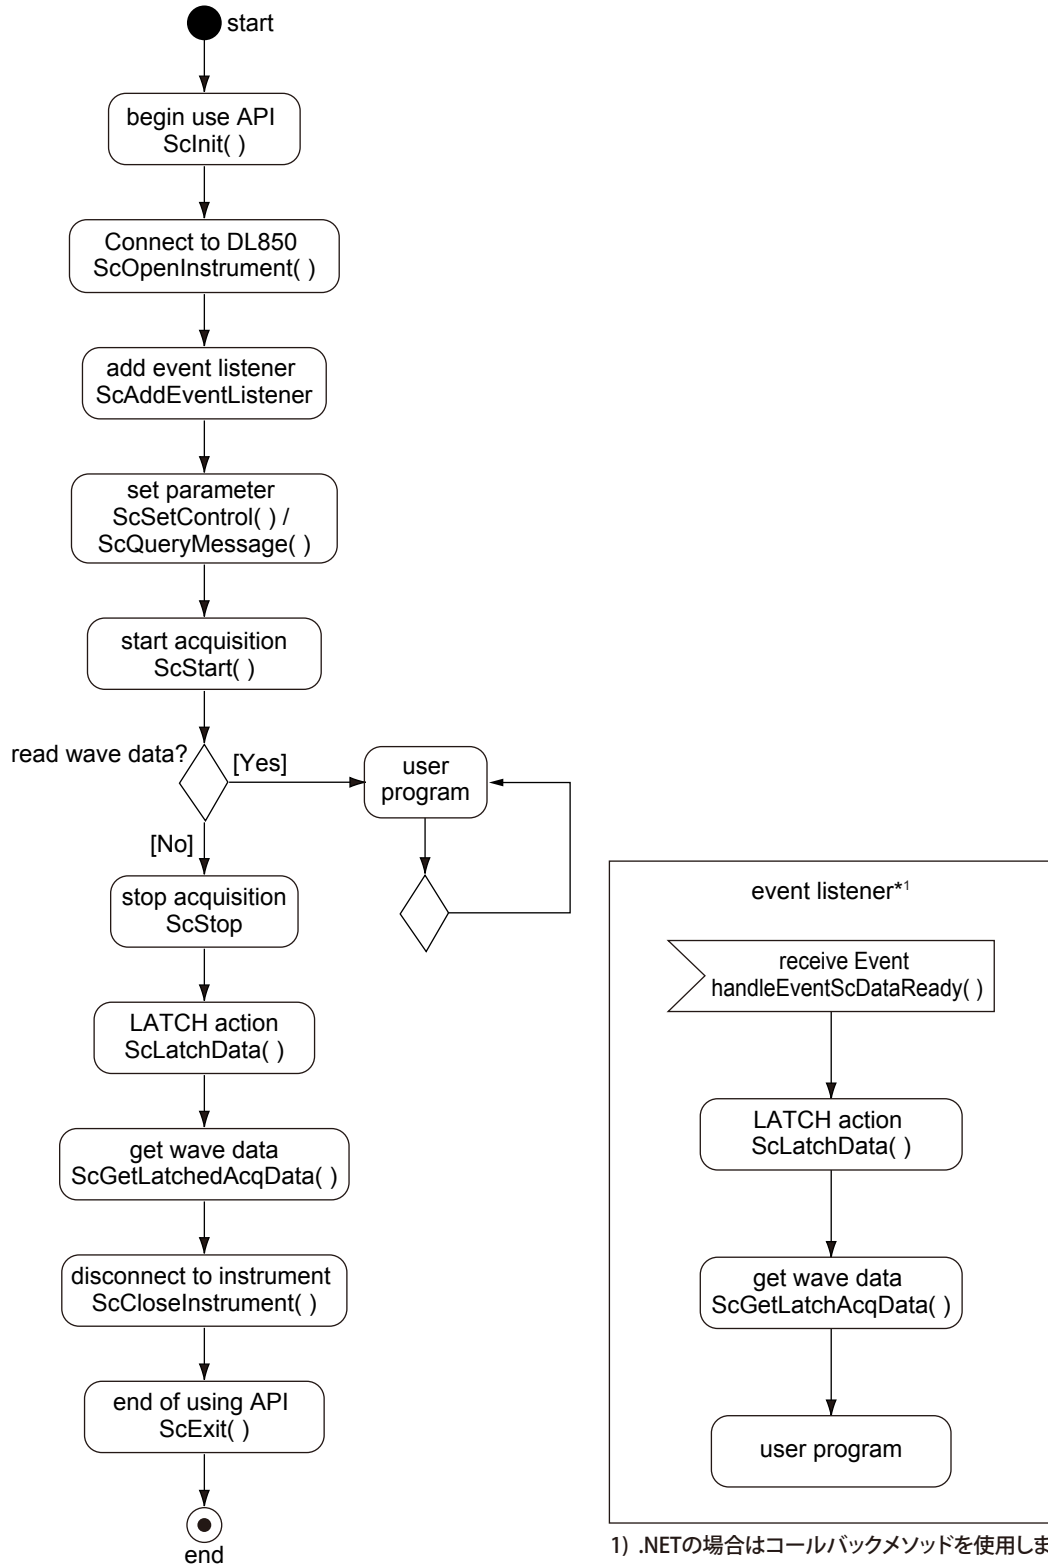 start
begin use API
ScInit( )
Connect to DL850
ScOpenInstrument( )
add event listener
ScAddEventListener
set parameter
ScSetControl( ) /
ScQueryMessage( )
start acquisition
ScStart( )
read wave data?
[Yes]
user
program
[No]
stop acquisition
ScStop
LATCH action
ScLatchData( )
get wave data
ScGetLatchedAcqData( )
disconnect to instrument
ScCloseInstrument( )
end of using API
ScExit( )
end
event listener*1
receive Event
handleEventScDataReady( )
LATCH action
ScLatchData( )
get wave data
ScGetLatchAcqData( )
user program
1) .NETの場合はコールバックメソッドを使用しま